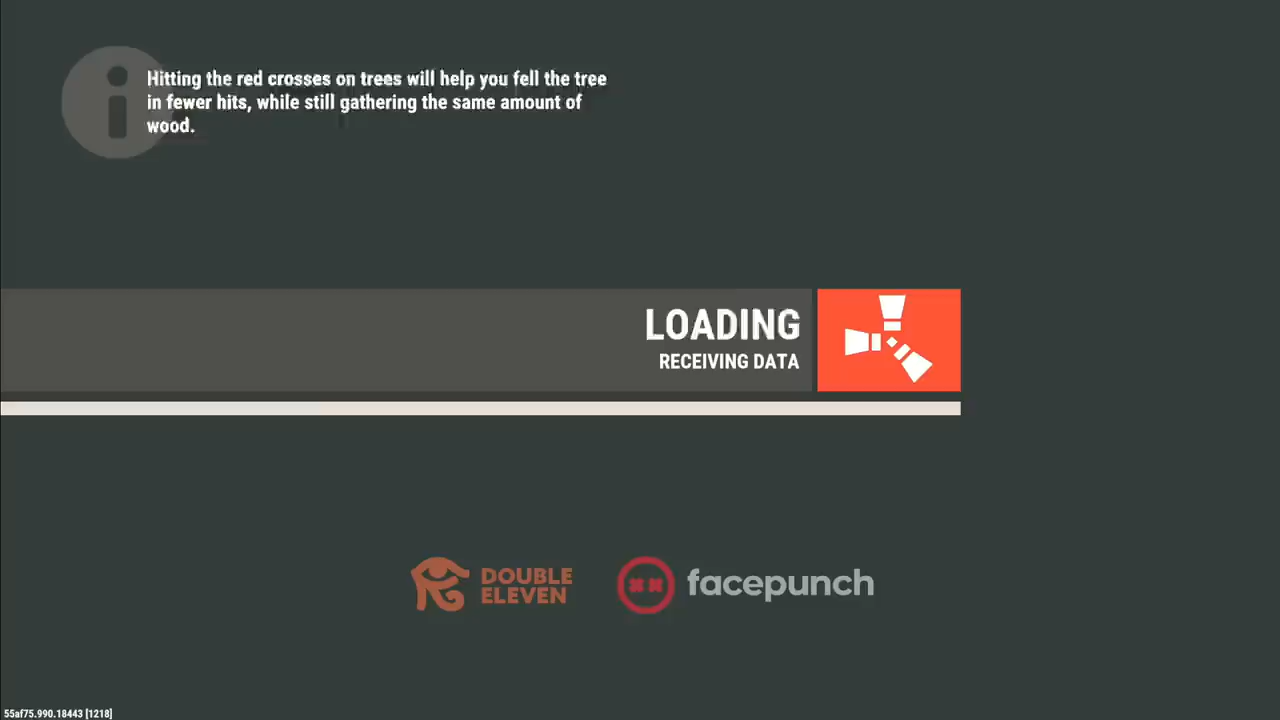 Hitting the red crosses on trees will help you fell the tree
in fewer hits, while still gathering the same amount of
wood.
LOADING
RECEIVING DATA
DOUBLE
ELEVEN
facepunch
55af75.990.18443 [1218]